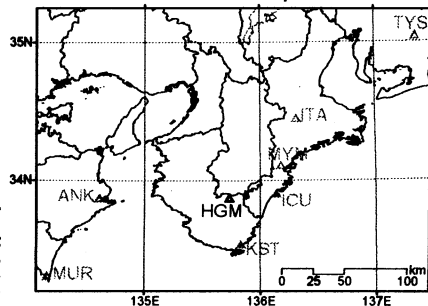 35N
TYS
ITA
MYM
34N
ANK
HGM
ICU
KST
MUR
km
0 25 50 100
135E 136E 137E